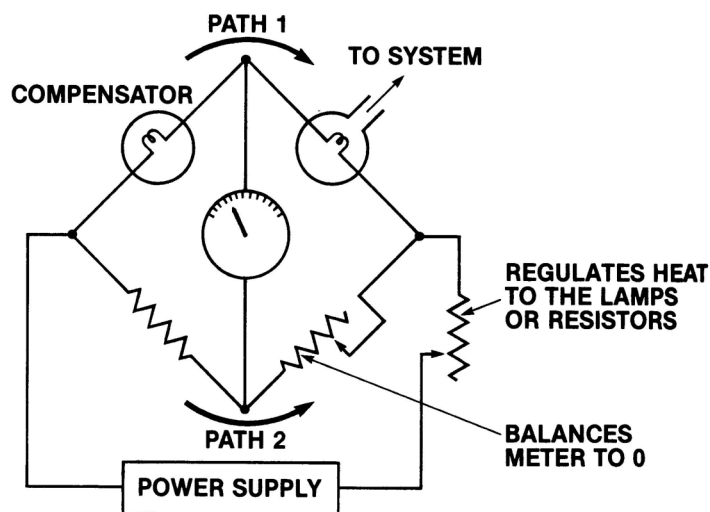 PATH 1
TO SYSTEM
COMPENSATOR
REGULATES HEAT
TO THE LAMPS
OR RESISTORS
PATH 2
BALANCES
METER TO 0
POWER SUPPLY